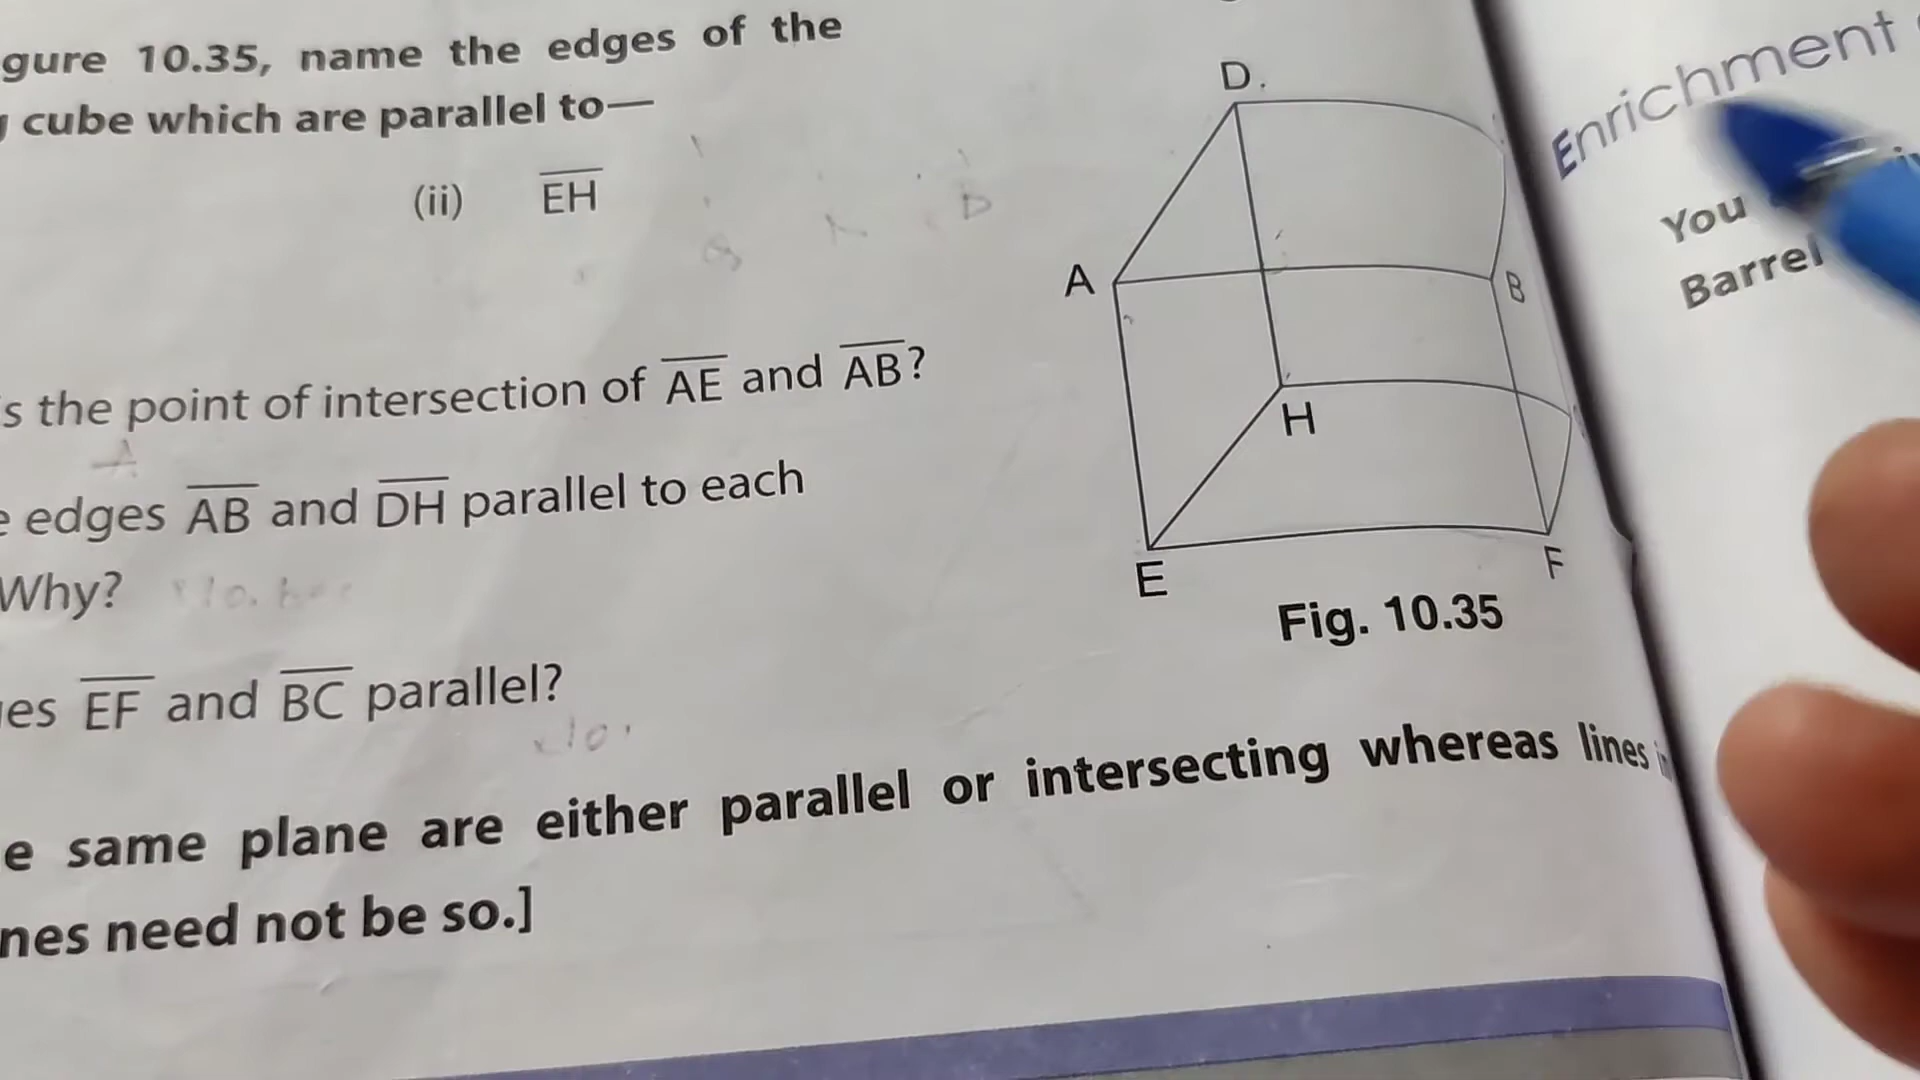 gure 10.35, name the edges of the
cube which are parallel to—
(ii) EH
s the point of intersection of AE and AB?
A
e edges AB and DH parallel to each
Why?
es EF and BC parallel?
e same plane are either parallel or intersecting whereas lines
nes need not be so.]
D
D.
A
B
H
E
F
Fig. 10.35
Enrichment
You
Barrel